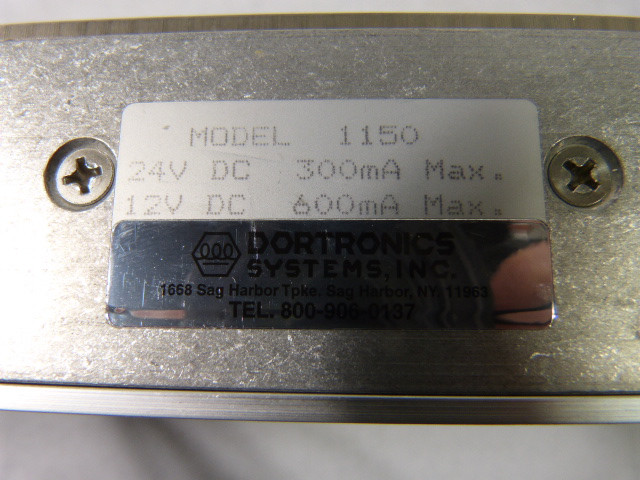 MODEL 1150
24V DC 300mA Max.
12V DC 600mA Max.
000 DORTRONICS
SYSTEMS, INC.
1668 Sag Harbor Tpke. Sag Harbor, NY, 11963
TEL. 800-906-0137